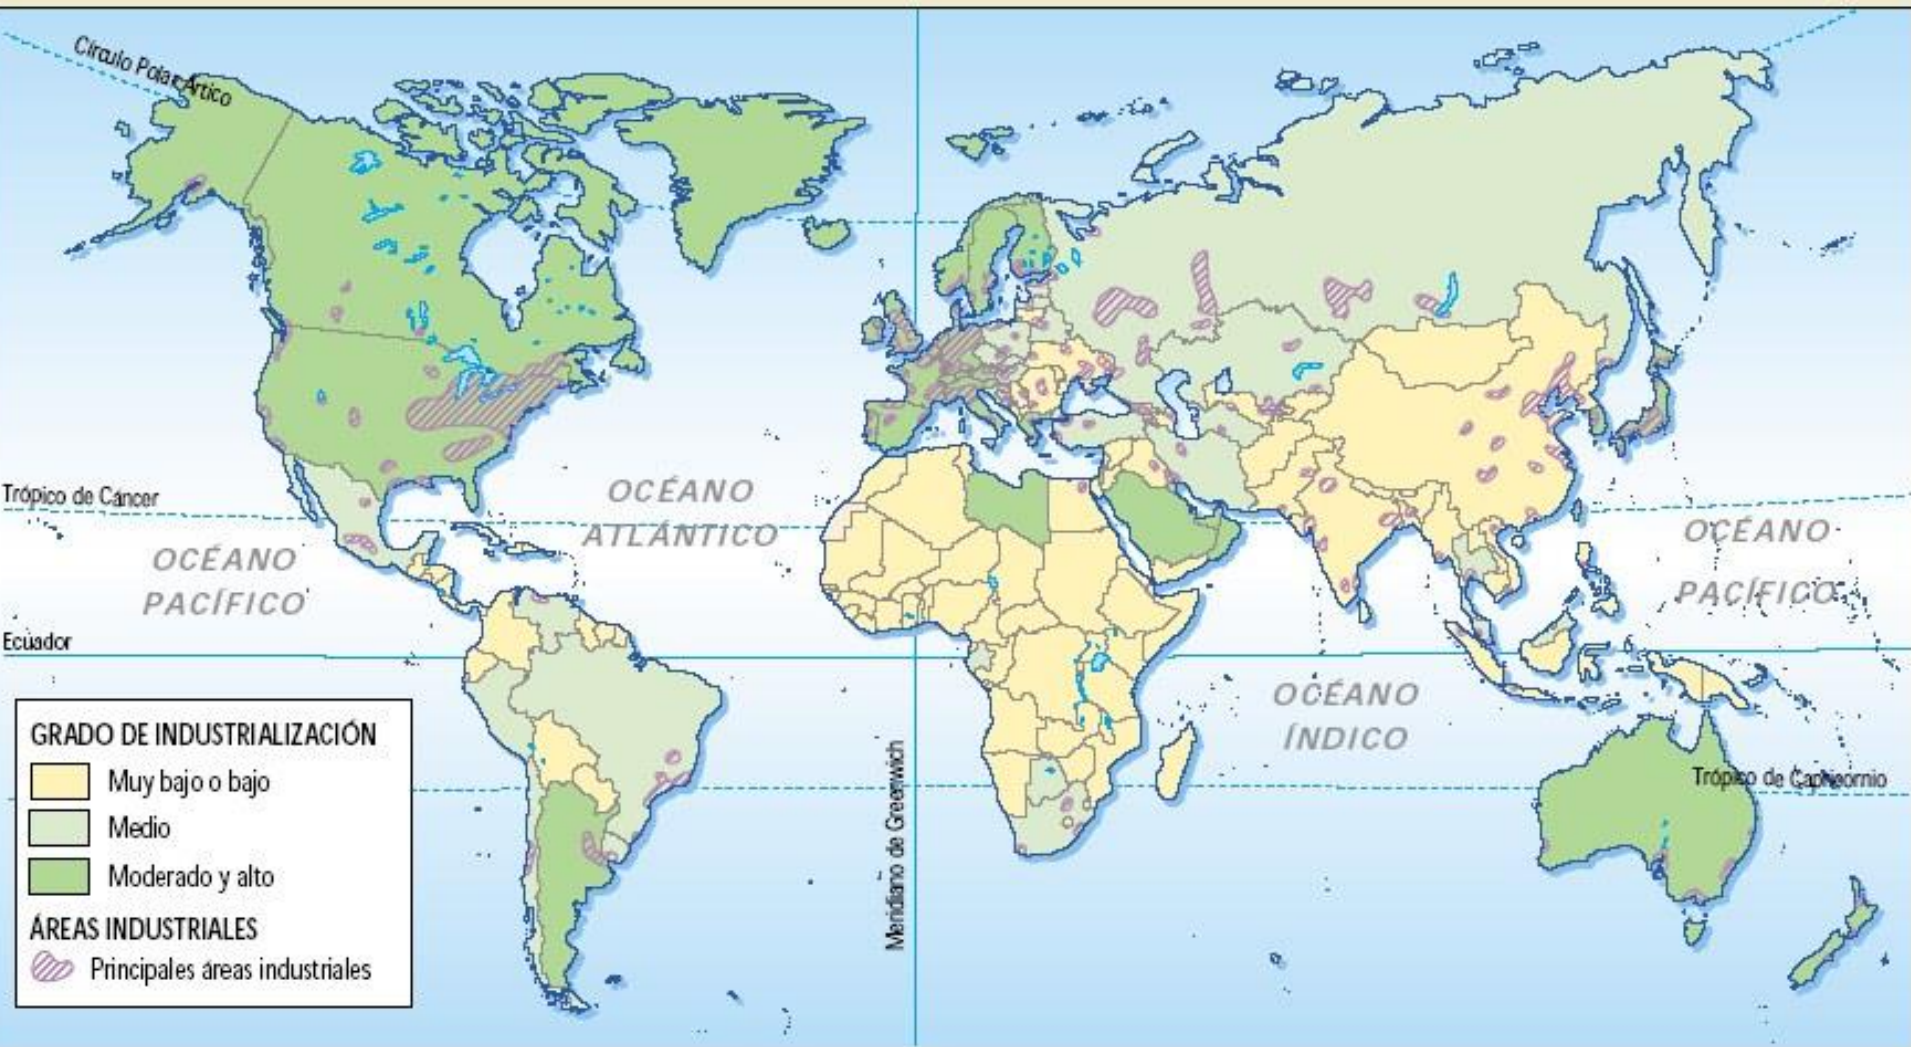 Círculo Polar Ártico
OCÉANO
ATLÁNTICO
Trópico de Cáncer
OCÉANO
PACÍFICO
OCÉANO
PACÍFICO
Ecuador
OCÉANO
ÍNDICO
Meridiano de Greenwich
Trópico de Capricornio
GRADO DE INDUSTRIALIZACIÓN
Muy bajo o bajo
Medio
Moderado y alto
ÁREAS INDUSTRIALES
Principales áreas industriales